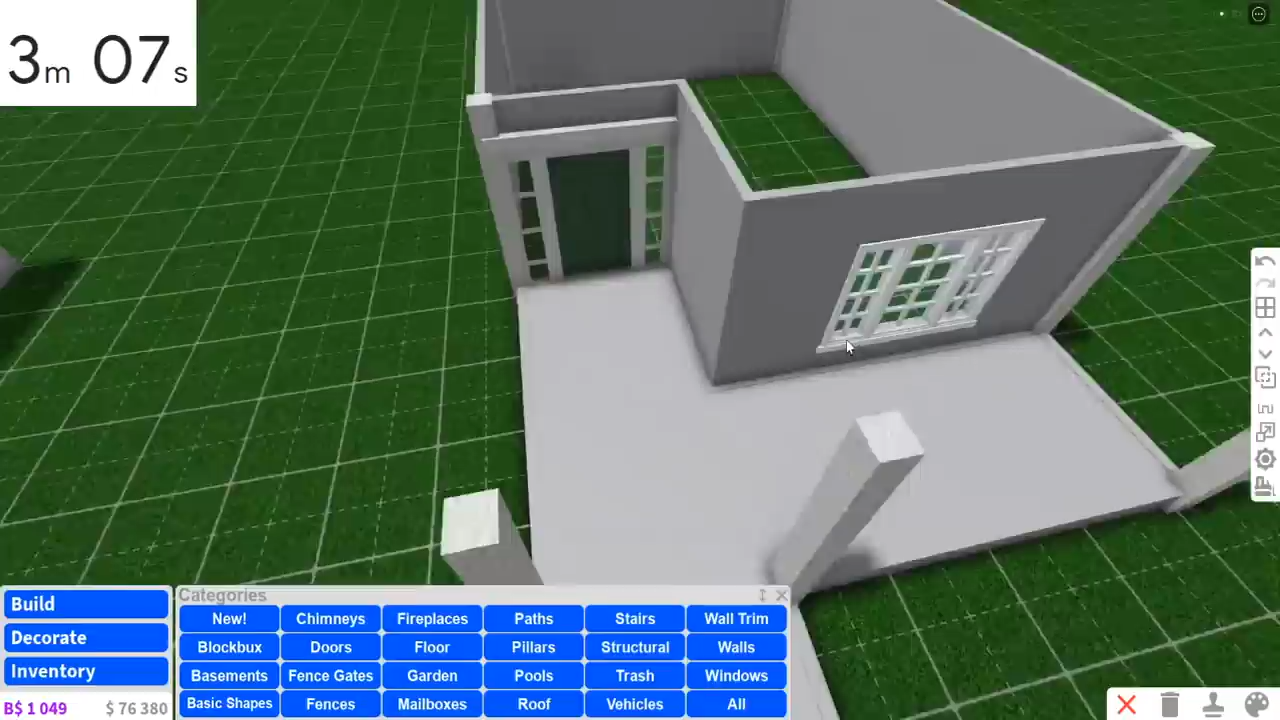 3m 07s
Build
Decorate
Inventory
B$ 1 049 $ 76 380
Categories
New! Chimneys Fireplaces Paths Stairs Wall Trim
Blockbux Doors Floor Pillars Structural Walls
Basements Fence Gates Garden Pools Trash Windows
Basic Shapes Fences Mailboxes Roof Vehicles All